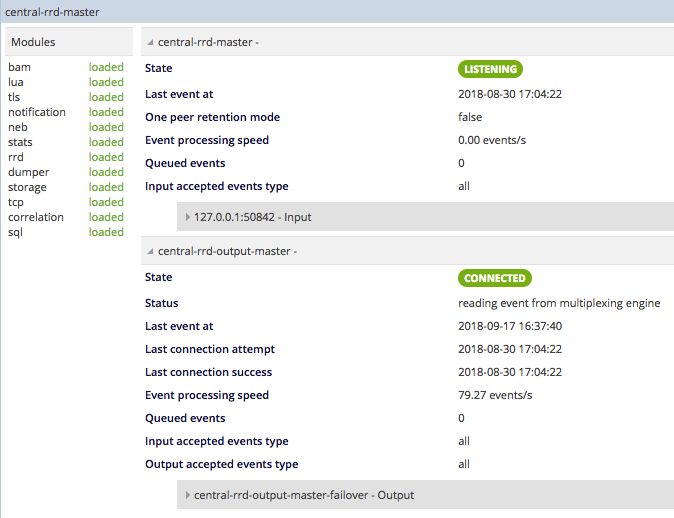 central-rrd-master
Modules
bam loaded
lua loaded
tls loaded
notification loaded
neb loaded
stats loaded
rrd loaded
dumper loaded
storage loaded
tcp loaded
correlation loaded
sql loaded
central-rrd-master -
State LISTENING
Last event at 2018-08-30 17:04:22
One peer retention mode false
Event processing speed 0.00 events/s
Queued events 0
Input accepted events type all
127.0.0.1:50842 - Input
central-rrd-output-master -
State CONNECTED
Status reading event from multiplexing engine
Last event at 2018-09-17 16:37:40
Last connection attempt 2018-08-30 17:04:22
Last connection success 2018-08-30 17:04:22
Event processing speed 79.27 events/s
Queued events 0
Input accepted events type all
Output accepted events type all
central-rrd-output-master-failover - Output